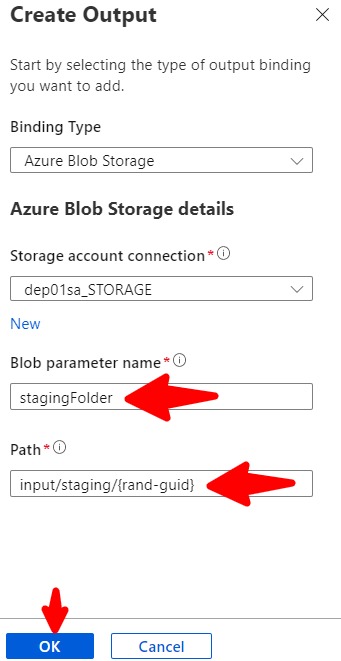 Create Output
Start by selecting the type of output binding
you want to add.
Binding Type
Azure Blob Storage
Azure Blob Storage details
Storage account connection*
dep01sa_STORAGE
New
Blob parameter name*
stagingFolder
Path*
input/staging/{rand-guid}
OK
Cancel